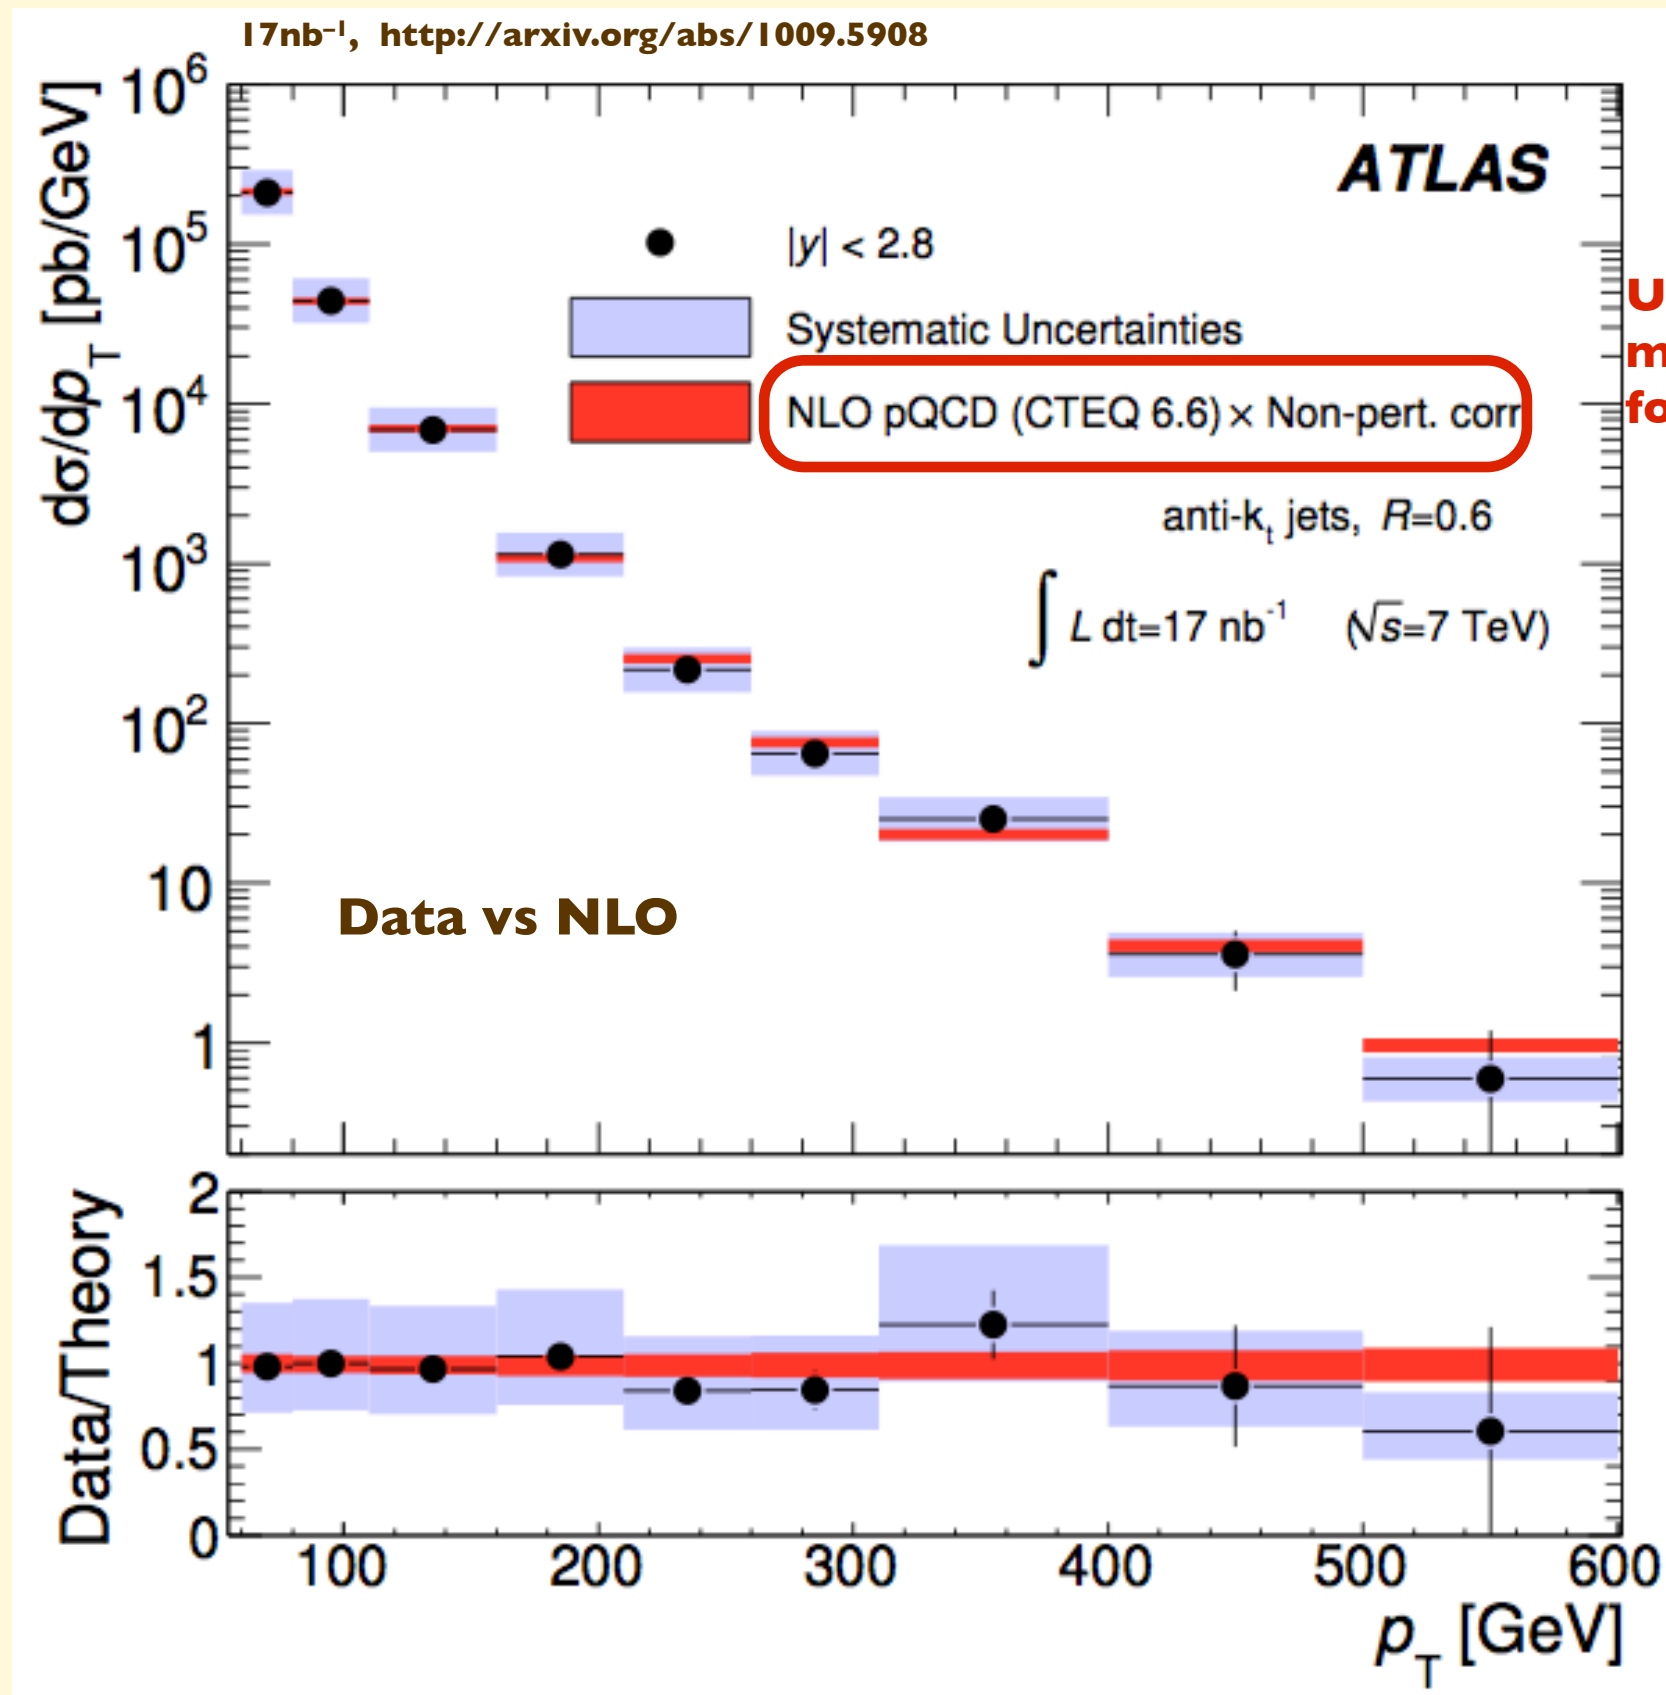 17nb⁻¹, http://arxiv.org/abs/1009.5908
dσ/dp_T [pb/GeV]
10⁶
10⁵
10⁴
10³
10²
10
1
ATLAS
|y| < 2.8
Systematic Uncertainties
NLO pQCD (CTEQ 6.6) × Non-pert. corr
anti-k_t jets, R=0.6
∫ L dt=17 nb⁻¹ (√s=7 TeV)
Data vs NLO
Data/Theory
2
1.5
1
0.5
0
100 200 300 400 500 600
p_T [GeV]